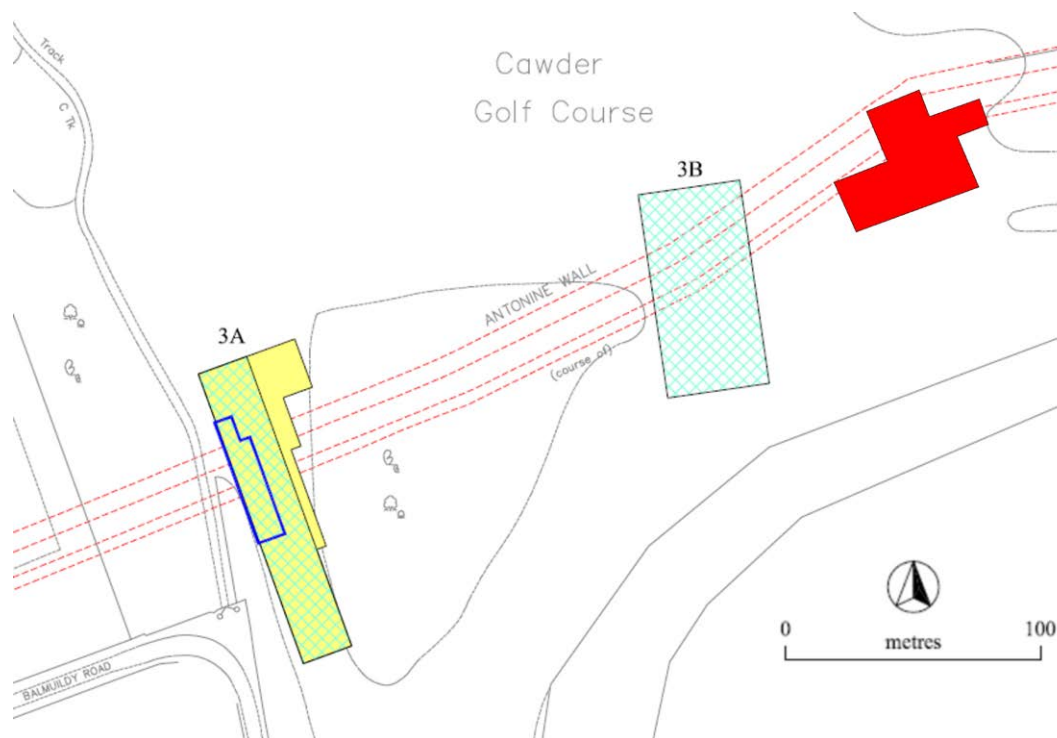 Track
C Tk
Cawder
Golf Course
3B
ANTONINE WALL
(course of)
3A
0
100
metres
BALMUILDY ROAD